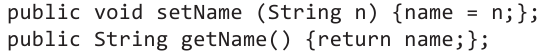 public void setName (String n) {name = n;};
public String getName() {return name;};